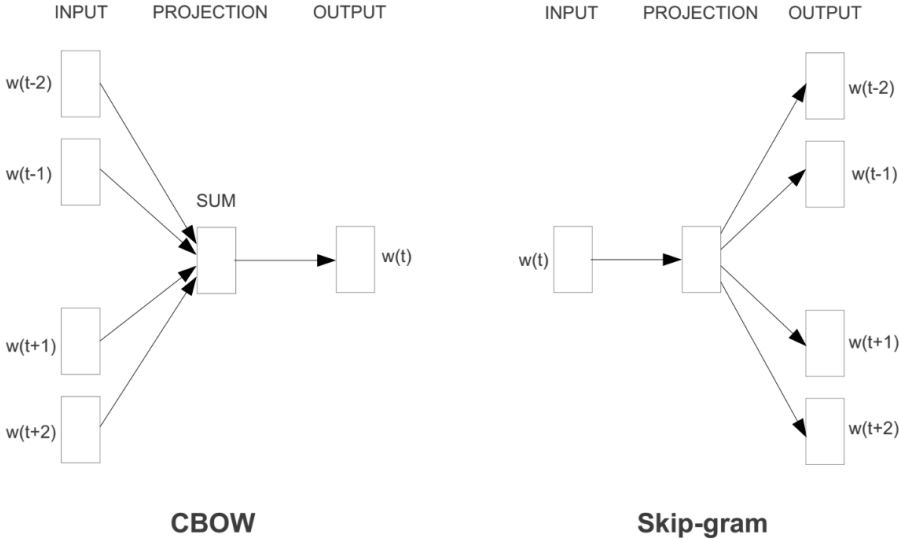 INPUT PROJECTION OUTPUT
w(t-2)
w(t-1)
SUM
w(t)
w(t+1)
w(t+2)
CBOW
INPUT PROJECTION OUTPUT
w(t-2)
w(t-1)
w(t)
w(t+1)
w(t+2)
Skip-gram